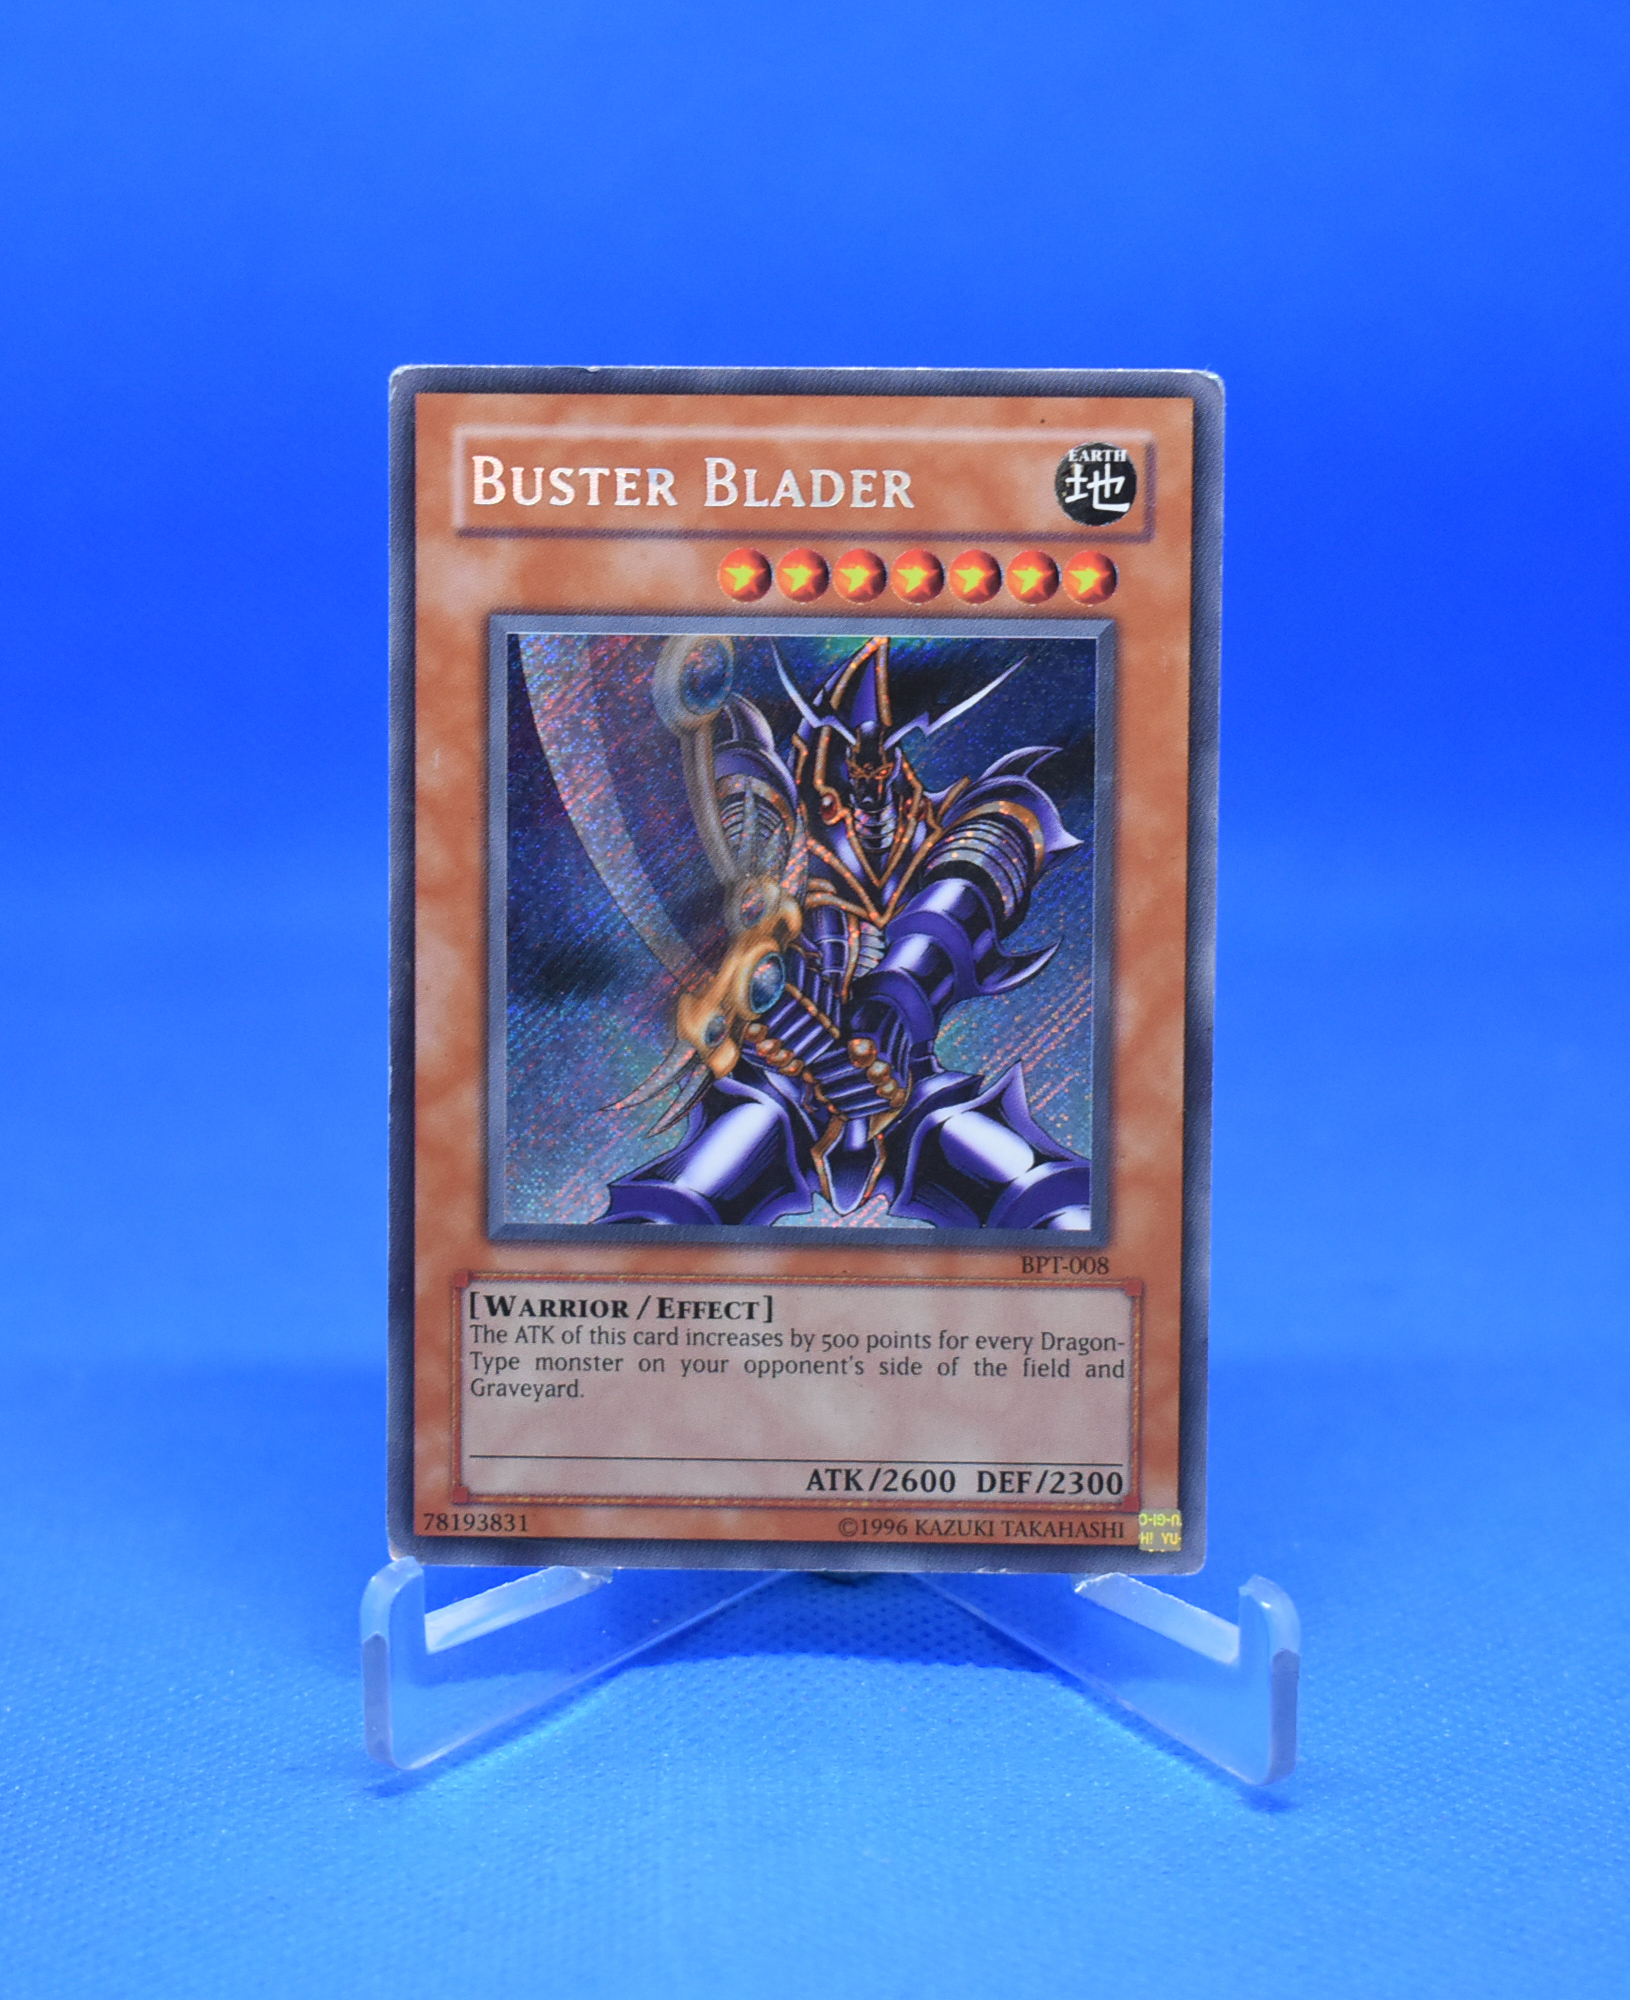 BUSTER BLADER
EARTH
地
BPT-008
[WARRIOR / EFFECT]
The ATK of this card increases by 500 points for every Dragon-
Type monster on your opponent's side of the field and
Graveyard.
ATK/2600 DEF/2300
78193831
©1996 KAZUKI TAKAHASHI